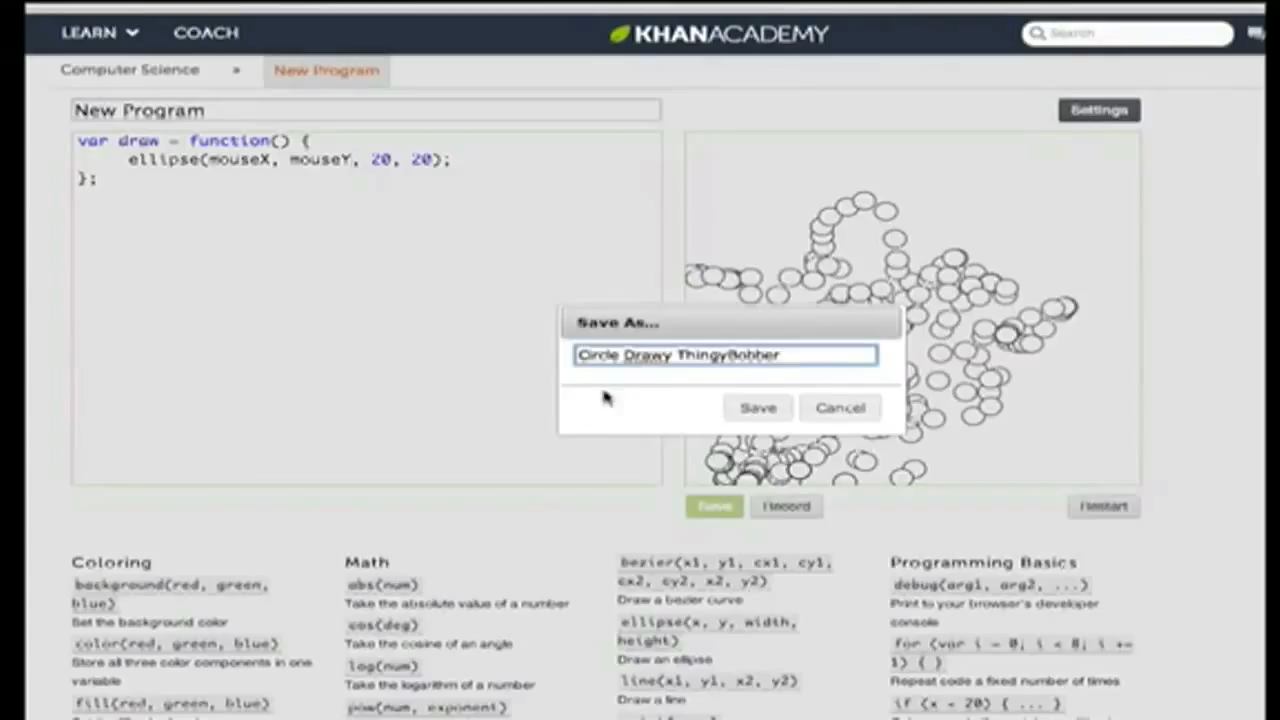 LEARN COACH KHANACADEMY Search
Computer Science » New Program
New Program
Settings
var draw = function() {
ellipse(mouseX, mouseY, 20, 20);
};
Save As...
Circle Drawy ThingyBobber
Save Cancel
Save Record Restart
Coloring
background(red, green,
blue)
Set the background color
color(red, green, blue)
Store all three color components in one
variable
fill(red, green, blue)
Math
abs(num)
Take the absolute value of a number
cos(deg)
Take the cosine of an angle
log(num)
Take the logarithm of a number
pow(num, exponent)
bezier(x1, y1, cx1, cy1,
cx2, cy2, x2, y2)
Draw a bezier curve
ellipse(x, y, width,
height)
Draw an ellipse
line(x1, y1, x2, y2)
Draw a line
Programming Basics
debug(arg1, arg2, ...)
Print to your browser's developer
console
for (var i = 0; i < 8; i +=
1) { }
Repeat code a fixed number of times
if (x < 20) { ... }